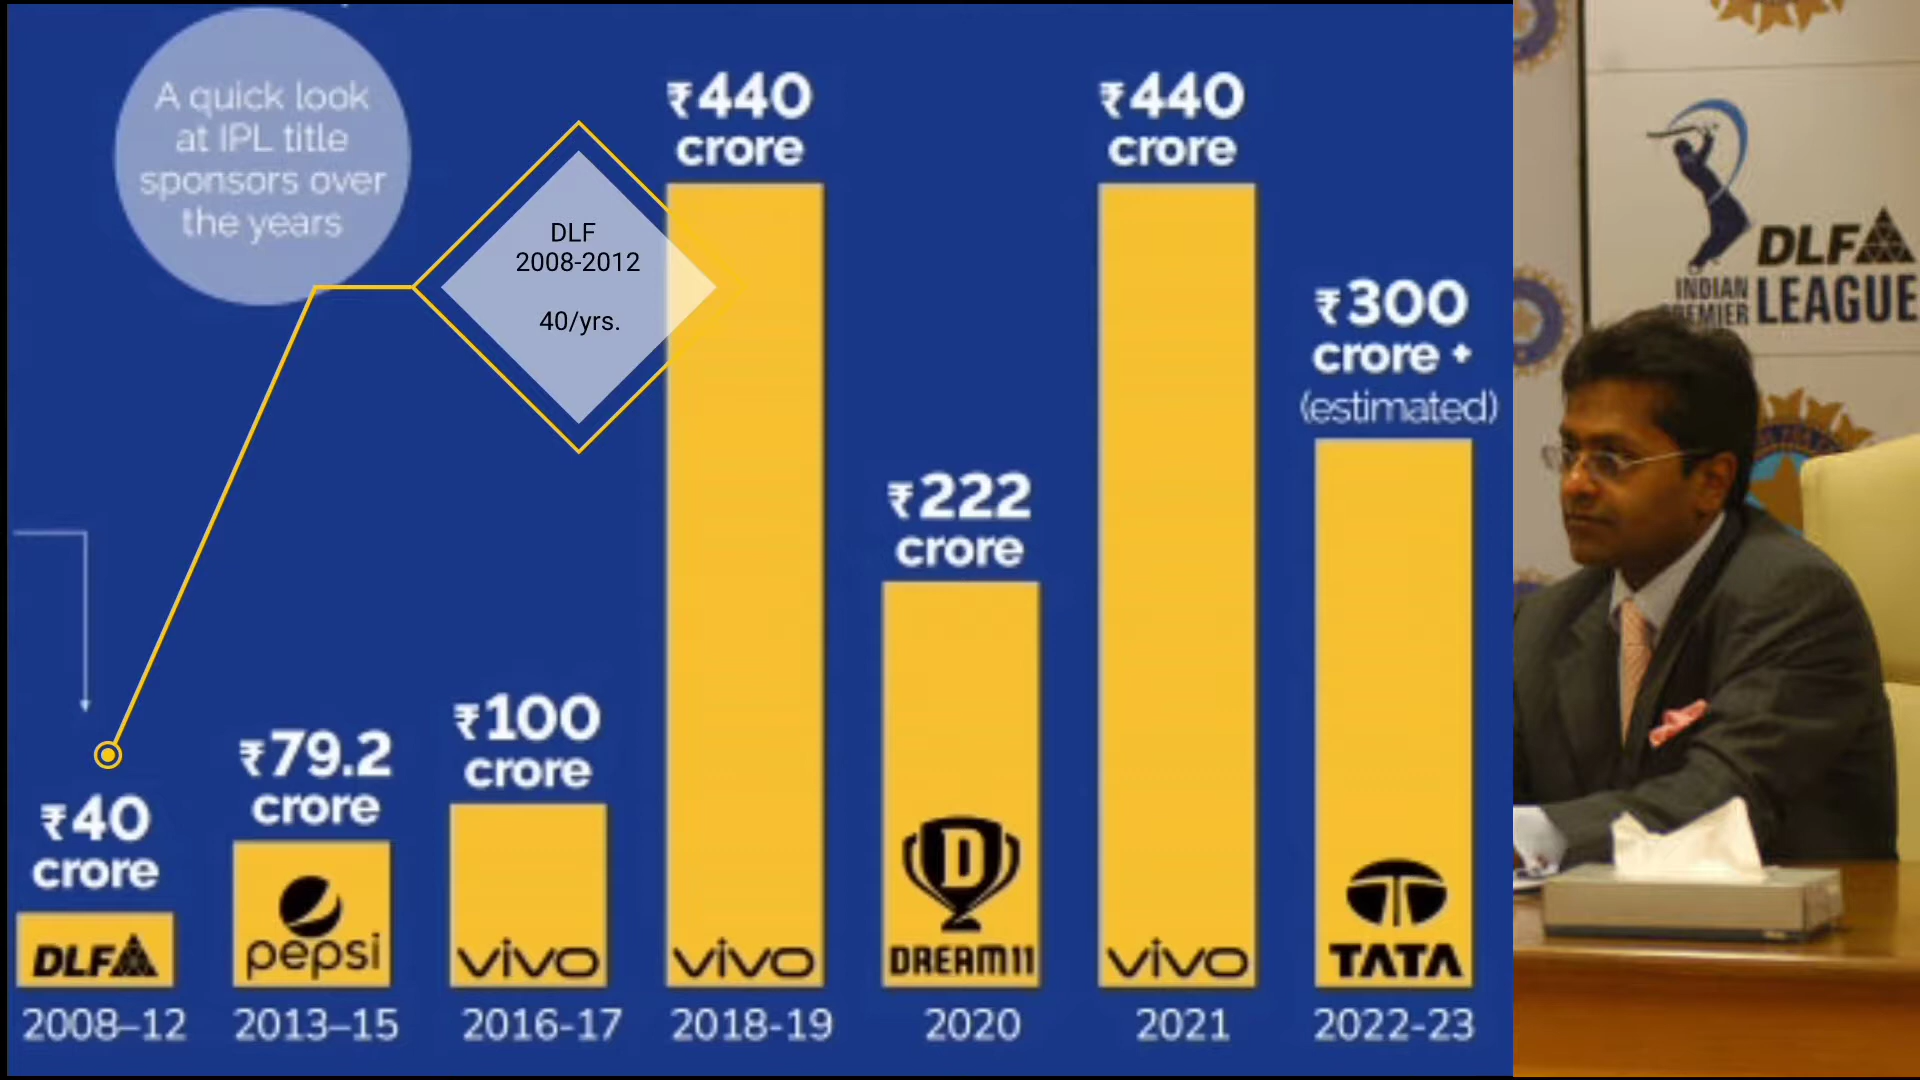 A quick look
at IPL title
sponsors over
the years
DLF
2008-2012
40/yrs.
₹40
crore
DLF
2008–12
₹79.2
crore
pepsi
2013–15
₹100
crore
vivo
2016-17
₹440
crore
vivo
2018-19
₹222
crore
D
DREAM11
2020
₹440
crore
vivo
2021
₹300
crore +
(estimated)
TATA
2022-23
DLF
INDIAN
PREMIER
LEAGUE